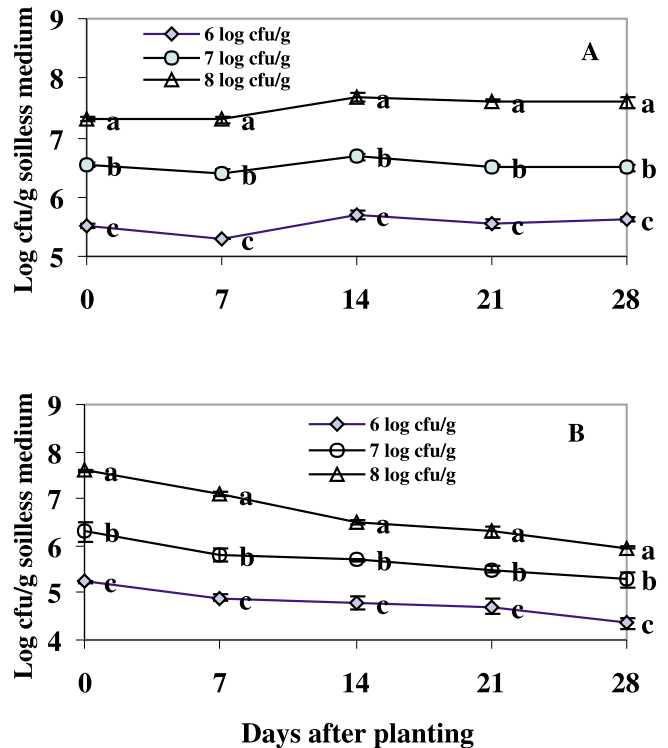 9
6 log cfu/g
7 log cfu/g
8 log cfu/g
A
8
7
6
5
a a a a a
b b b b b
c c c c c
Log cfu/g soilless medium
0 7 14 21 28
9
6 log cfu/g
7 log cfu/g
8 log cfu/g
B
8
7
6
5
4
a a a a a
b b b b b
c c c c c
Log cfu/g soilless medium
0 7 14 21 28
Days after planting